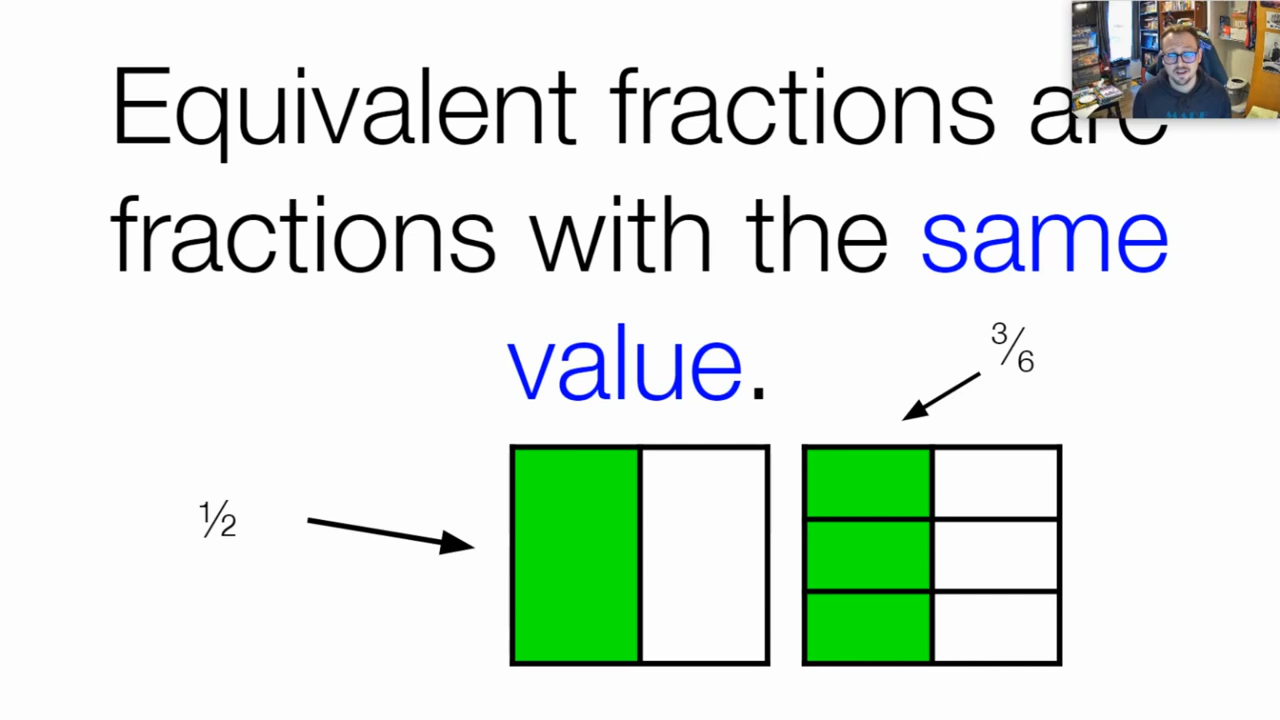 Equivalent fractions are
fractions with the same
value.
3⁄6
½